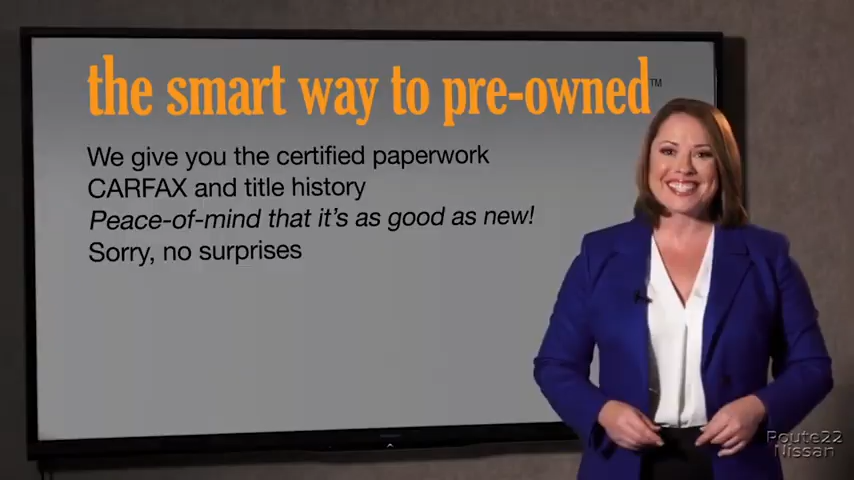 the smart way to pre-owned™
We give you the certified paperwork
CARFAX and title history
Peace-of-mind that it's as good as new!
Sorry, no surprises
Route22
Nissan